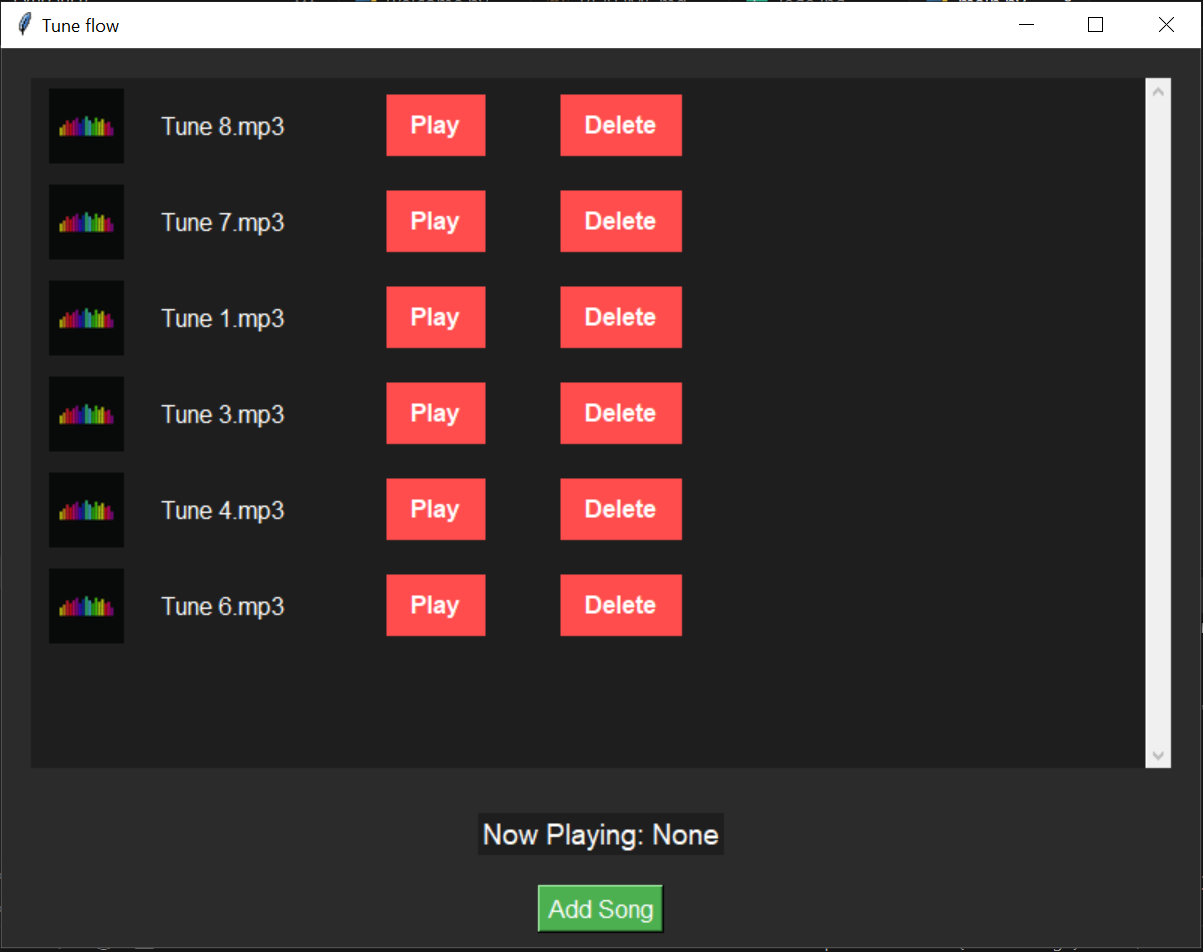 Tune flow
Tune 8.mp3 Play Delete
Tune 7.mp3 Play Delete
Tune 1.mp3 Play Delete
Tune 3.mp3 Play Delete
Tune 4.mp3 Play Delete
Tune 6.mp3 Play Delete
Now Playing: None
Add Song